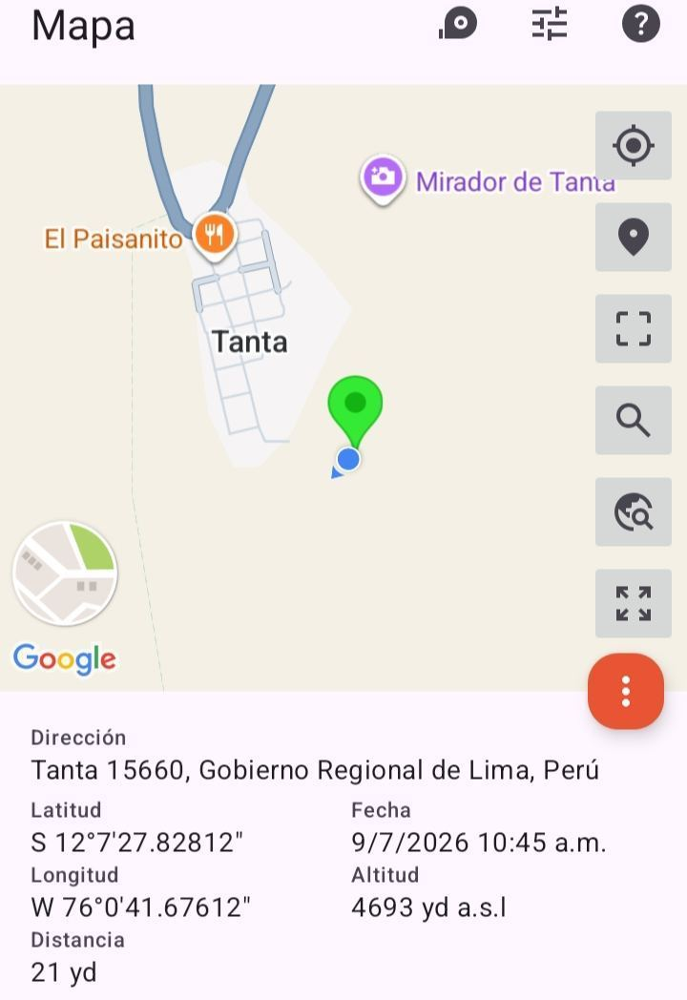 Mapa
Mirador de Tanta
El Paisanito
Tanta
Google
Dirección
Tanta 15660, Gobierno Regional de Lima, Perú
Latitud
S 12°7'27.82812"
Fecha
9/7/2026 10:45 a.m.
Longitud
W 76°0'41.67612"
Altitud
4693 yd a.s.l
Distancia
21 yd